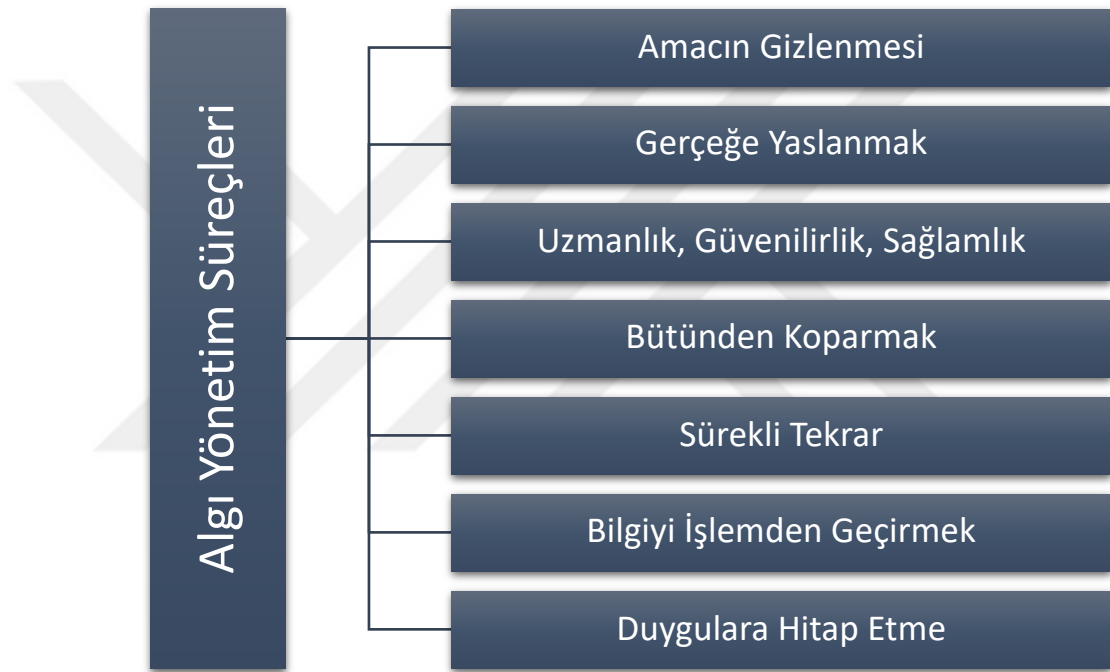 Algı Yönetim Süreçleri
Amacın Gizlenmesi
Gerçeğe Yaslanmak
Uzmanlık, Güvenilirlik, Sağlamlık
Bütünden Koparmak
Sürekli Tekrar
Bilgiyi İşlemden Geçirmek
Duygulara Hitap Etme